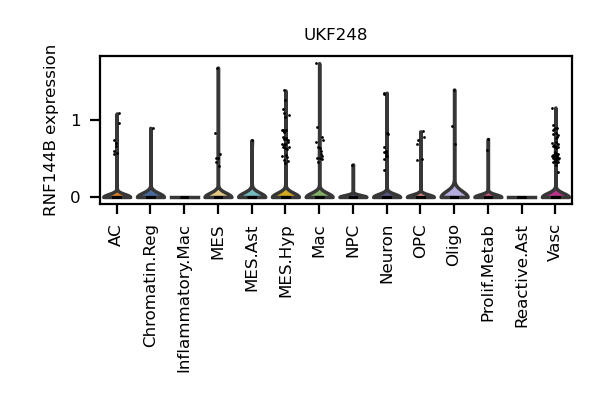 UKF248
RNF144B expression
1
0
AC
Chromatin.Reg
Inflammatory.Mac
MES
MES.Ast
MES.Hyp
Mac
NPC
Neuron
OPC
Oligo
Prolif.Metab
Reactive.Ast
Vasc